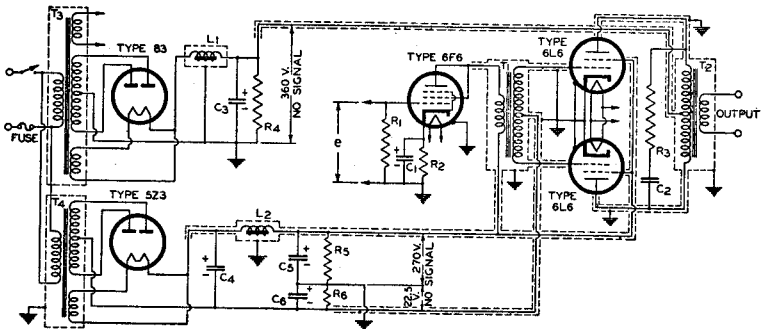 T3
TYPE 83
L1
C3
R4
360 V.
NO SIGNAL
FUSE
e
TYPE 6F6
R1
C1
R2
TYPE
6L6
T2
OUTPUT
R3
C2
TYPE
6L6
T4
TYPE 5Z3
L2
C4
C5
C6
R5
R6
270V.
22.5
V.
NO SIGNAL